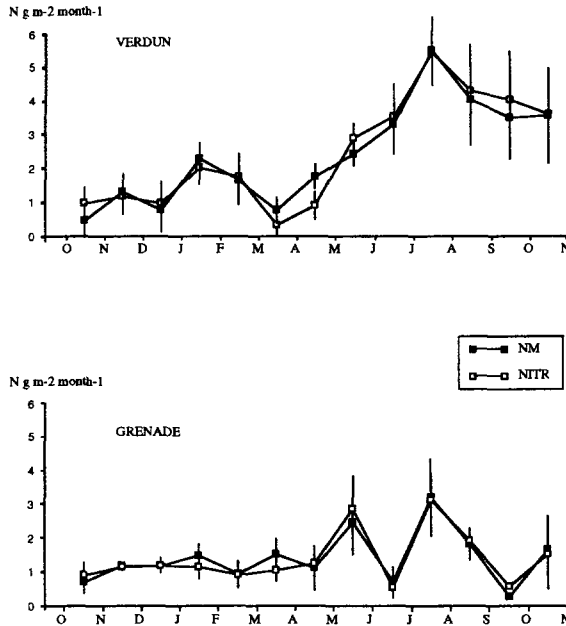 N g m-2 month-1
VERDUN
6
5
4
3
2
1
0
O N D J F M A M J J A S O N
NM
NITR
N g m-2 month-1
GRENADE
6
5
4
3
2
1
0
O N D J F M A M J J A S O N